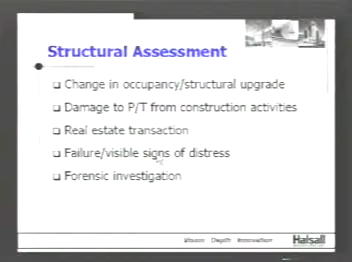 Structural Assessment
❑ Change in occupancy/structural upgrade
❑ Damage to P/T from construction activities
❑ Real estate transaction
❑ Failure/visible signs of distress
❑ Forensic investigation
Vision Depth Innovation
Halsall